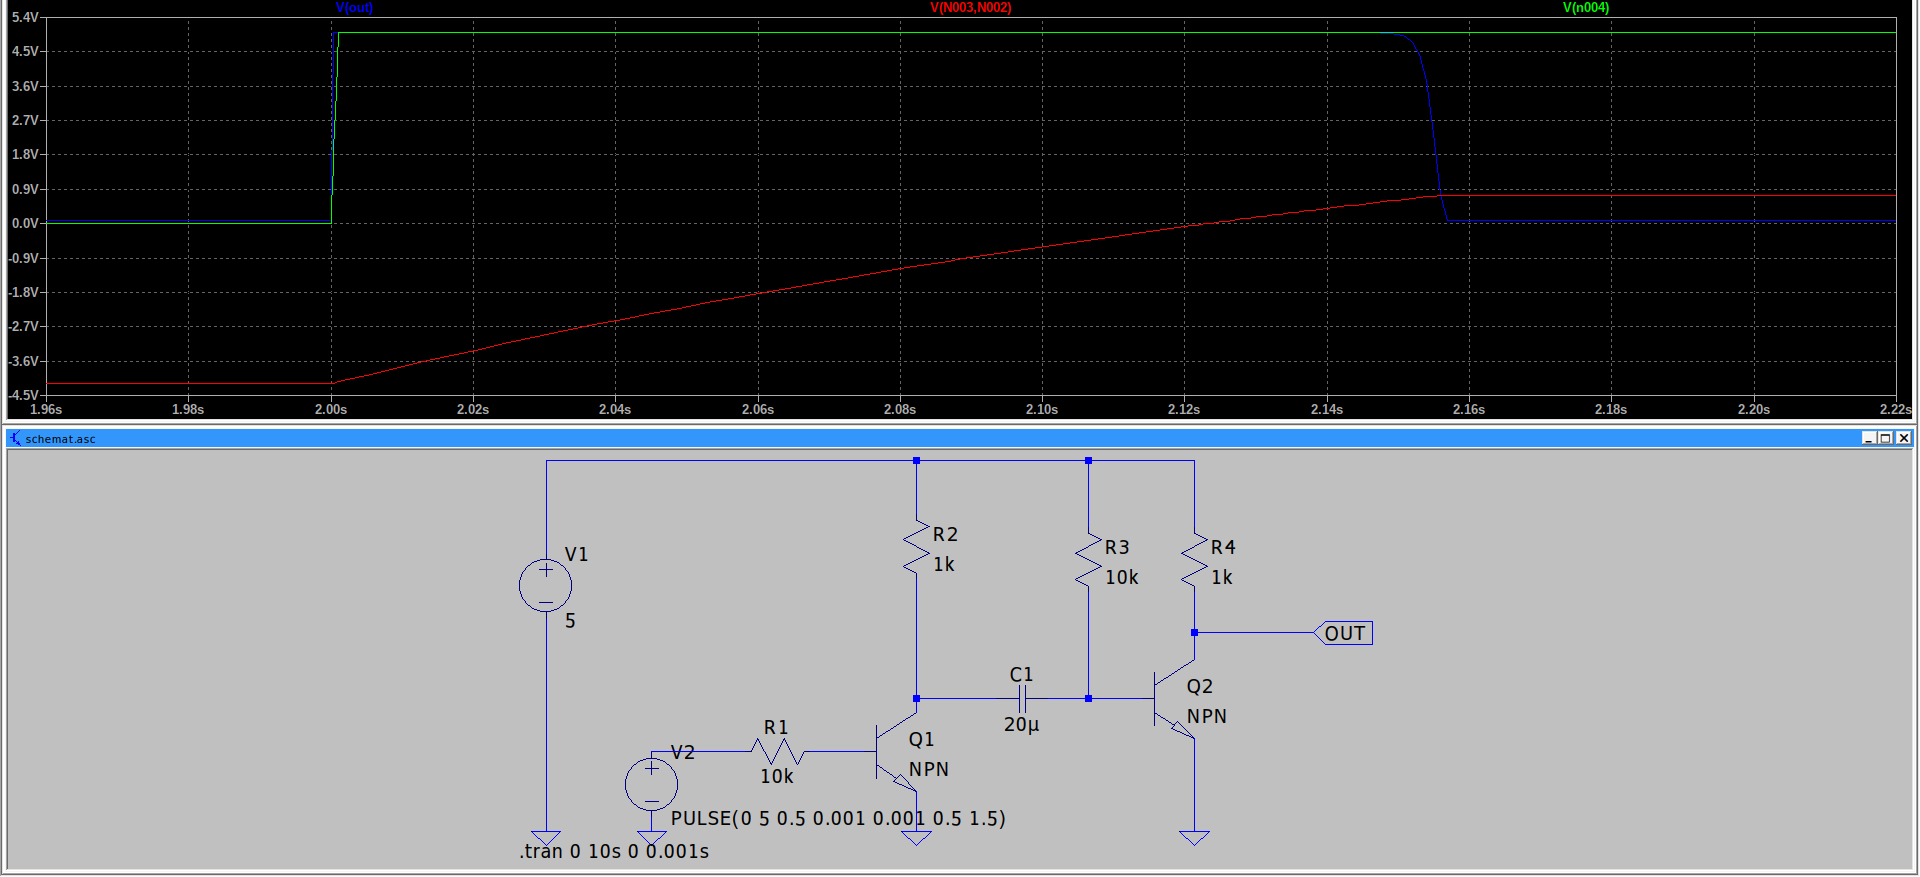 V(out) V(N003,N002) V(n004)
5.4V
4.5V
3.6V
2.7V
1.8V
0.9V
0.0V
-0.9V
-1.8V
-2.7V
-3.6V
-4.5V
1.96s 1.98s 2.00s 2.02s 2.04s 2.06s 2.08s 2.10s 2.12s 2.14s 2.16s 2.18s 2.20s 2.22s
schemat.asc
V1
5
R2
1k
R3
10k
R4
1k
OUT
C1
20µ
Q2
NPN
R1
10k
Q1
NPN
V2
PULSE(0 5 0.5 0.001 0.001 0.5 1.5)
.tran 0 10s 0 0.001s